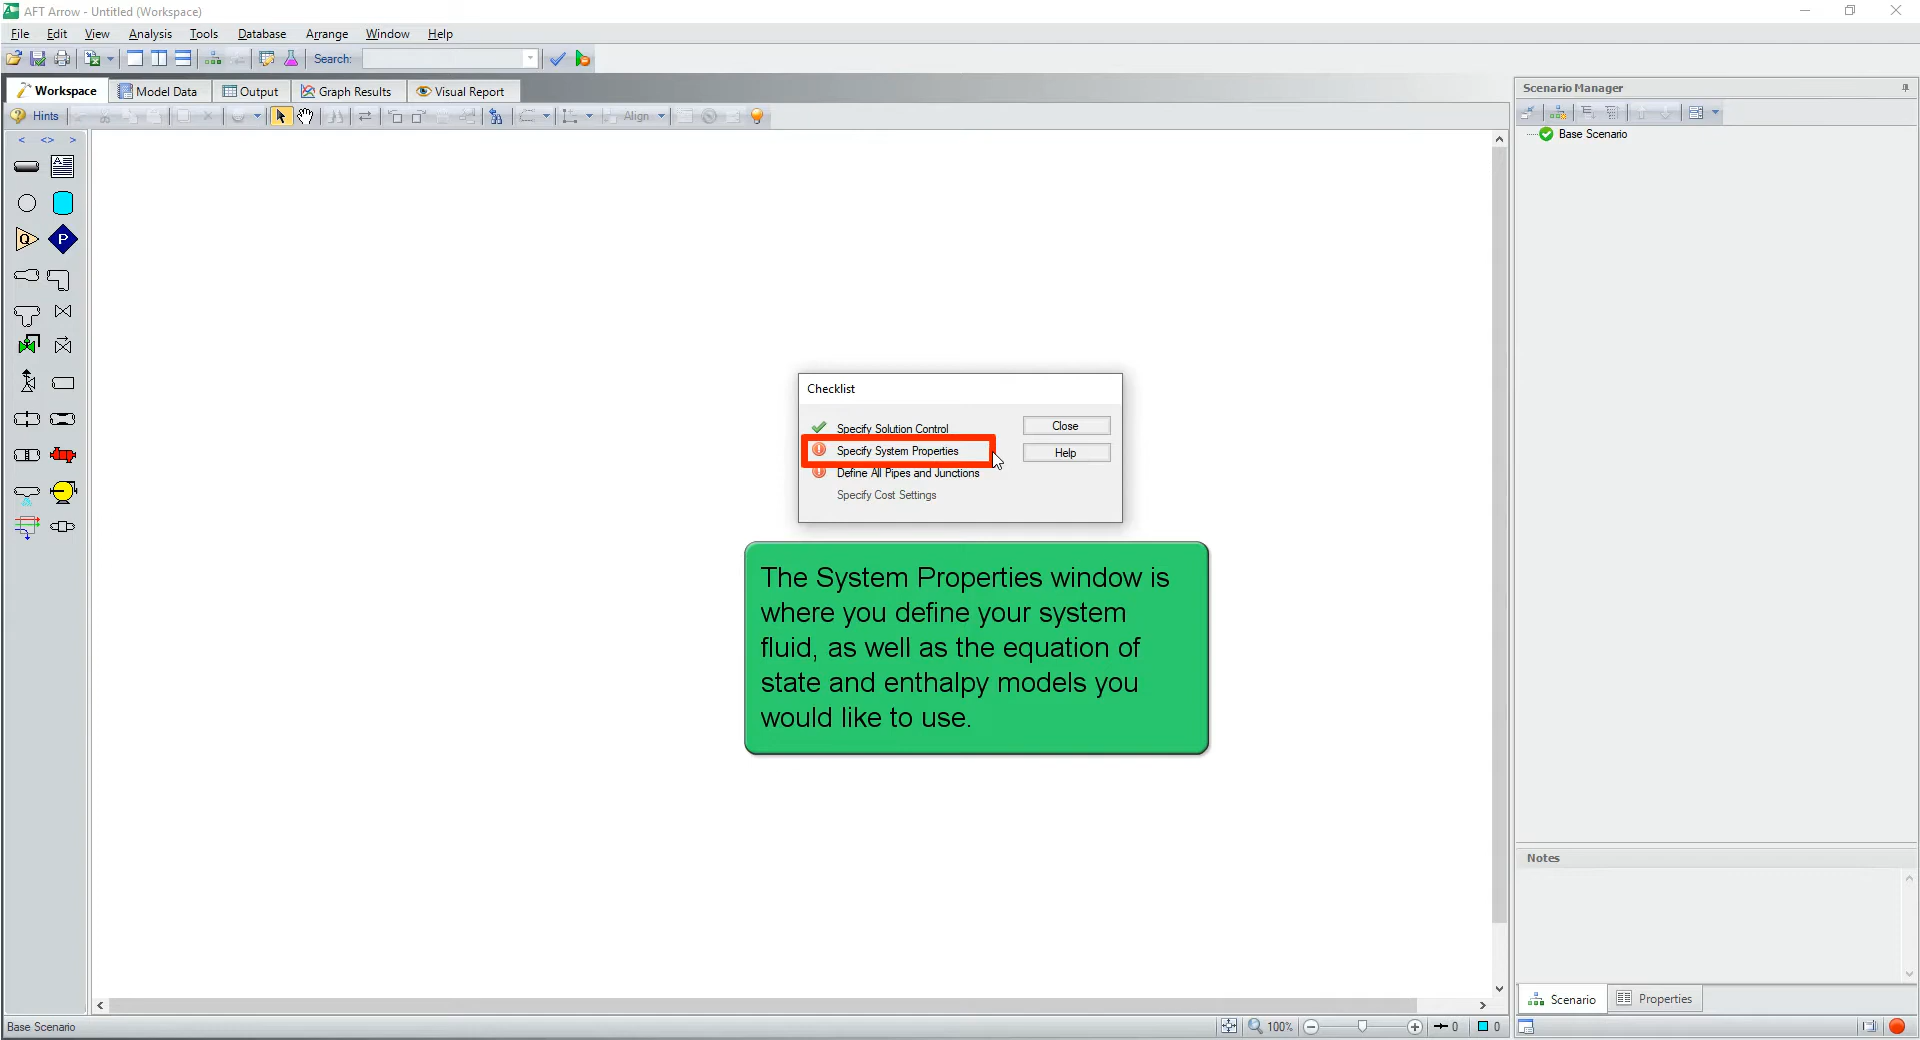 AFT Arrow - Untitled (Workspace)
File Edit View Analysis Tools Database Arrange Window Help
Search:
Workspace Model Data Output Graph Results Visual Report
Hints Align
< <> >
A
Q P
Scenario Manager
Base Scenario
Checklist
Specify Solution Control Close
Specify System Properties Help
Define All Pipes and Junctions
Specify Cost Settings
The System Properties window is
where you define your system
fluid, as well as the equation of
state and enthalpy models you
would like to use.
Notes
Scenario Properties
Base Scenario 100% 0 0